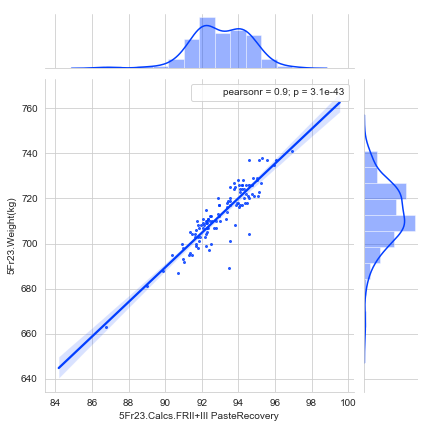 pearsonr = 0.9; p = 3.1e-43
760
740
720
700
680
660
640
5Fr23.Weight(kg)
84 86 88 90 92 94 96 98 100
5Fr23.Calcs.FRII+III PasteRecovery